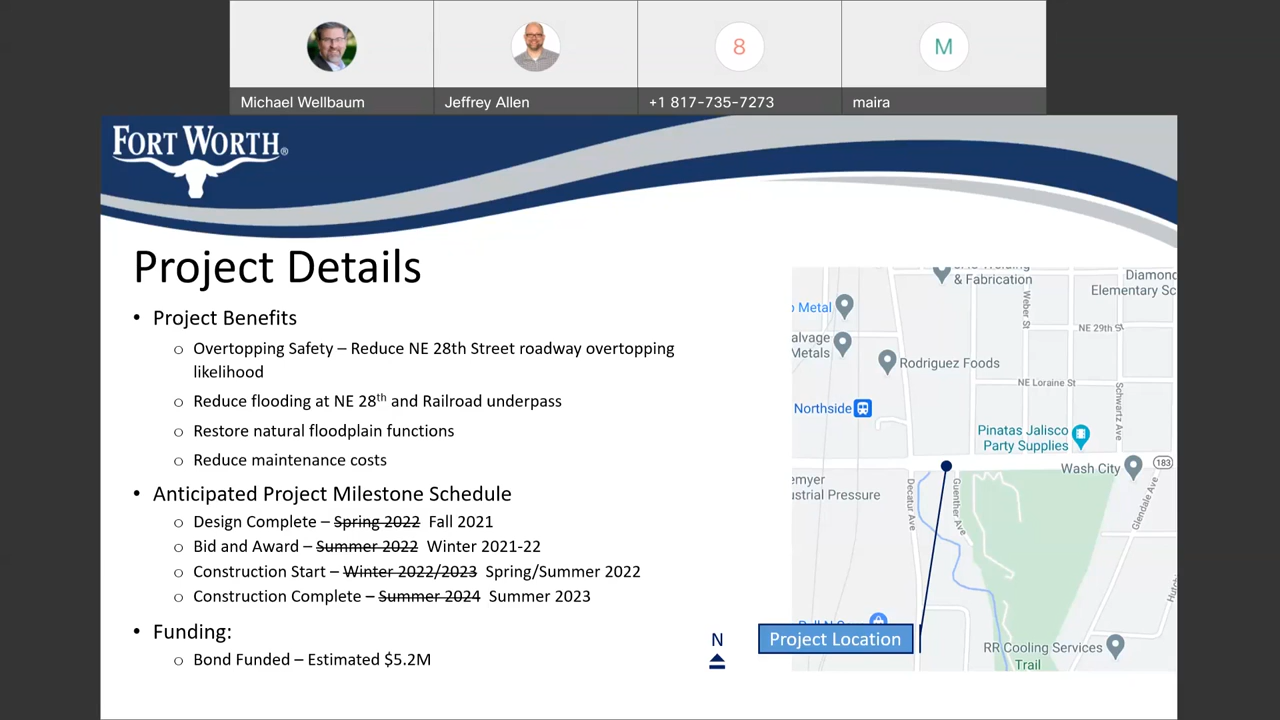 Michael Wellbaum
Jeffrey Allen
8
+1 817-735-7273
M
maira
FORT WORTH®
Project Details
• Project Benefits
o Overtopping Safety – Reduce NE 28th Street roadway overtopping
likelihood
o Reduce flooding at NE 28th and Railroad underpass
o Restore natural floodplain functions
o Reduce maintenance costs
• Anticipated Project Milestone Schedule
o Design Complete – Spring 2022 Fall 2021
o Bid and Award – Summer 2022 Winter 2021-22
o Construction Start – Winter 2022/2023 Spring/Summer 2022
o Construction Complete – Summer 2024 Summer 2023
• Funding:
o Bond Funded – Estimated $5.2M
N
Project Location
& Fabrication
Diamond
Elementary Sc
Metal
Weber St
NE 29th St
alvage
Metals
Rodriguez Foods
NE Loraine St
Schwartz Ave
Northside
Pinatas Jalisco
Party Supplies
Wash City
183
emyer
ustrial Pressure
Decatur Ave
Guenther Ave
Glendale Ave
RR Cooling Services
Trail